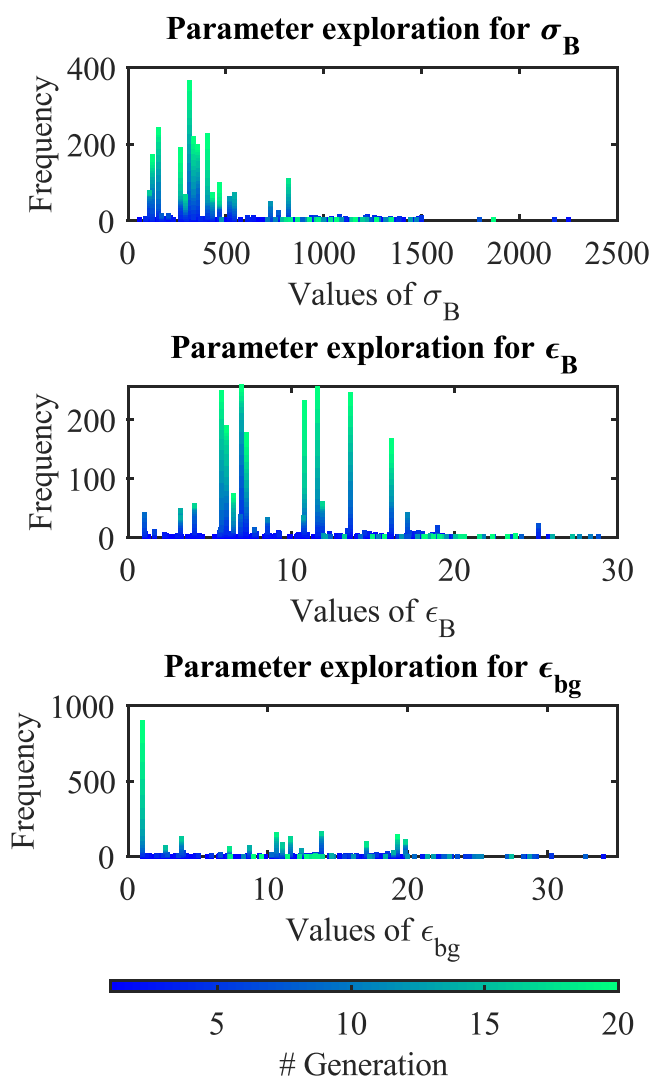 Parameter exploration for σB
400
200
0
Frequency
0 500 1000 1500 2000 2500
Values of σB
Parameter exploration for ϵB
200
100
0
Frequency
0 10 20 30
Values of ϵB
Parameter exploration for ϵbg
1000
500
0
Frequency
0 10 20 30
Values of ϵbg
5 10 15 20
# Generation